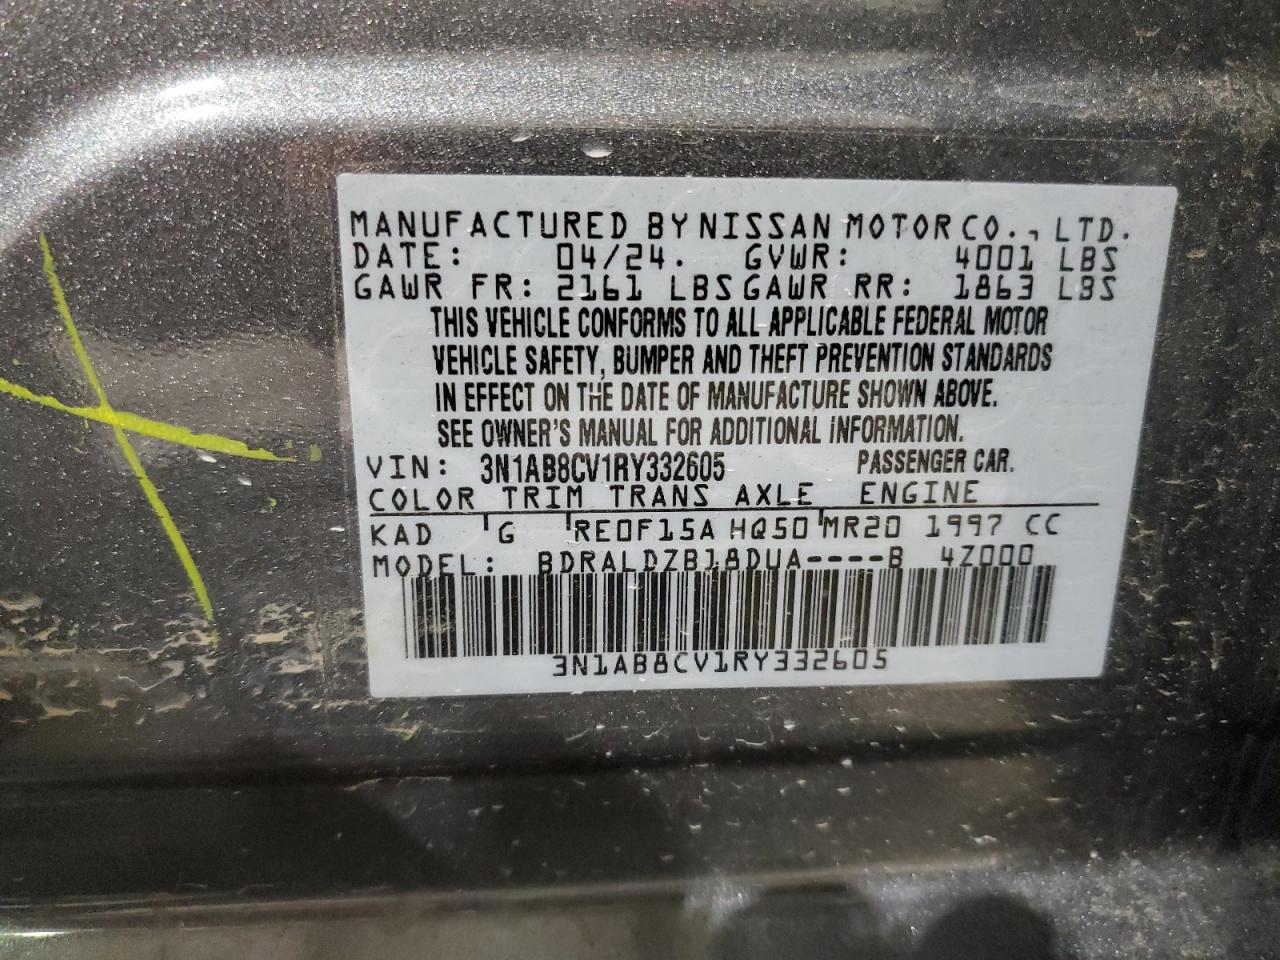 MANUFACTURED BY NISSAN MOTOR CO., LTD.
DATE: 04/24. GVWR: 4001 LBS
GAWR FR: 2161 LBS GAWR RR: 1863 LBS
THIS VEHICLE CONFORMS TO ALL APPLICABLE FEDERAL MOTOR
VEHICLE SAFETY, BUMPER AND THEFT PREVENTION STANDARDS
IN EFFECT ON THE DATE OF MANUFACTURE SHOWN ABOVE.
SEE OWNER'S MANUAL FOR ADDITIONAL INFORMATION.
VIN: 3N1AB8CV1RY332605 PASSENGER CAR.
COLOR TRIM TRANS AXLE ENGINE
KAD G RE0F15A HQ50 MR20 1997 CC
MODEL: BDRALDZB18DUA----B 4Z000
3N1AB8CV1RY332605